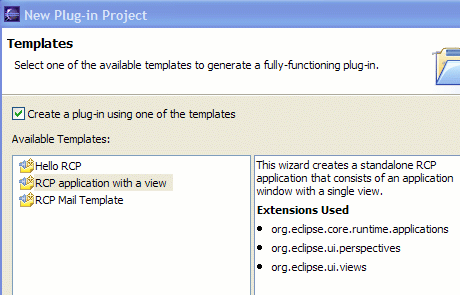 New Plug-in Project
Templates
Select one of the available templates to generate a fully-functioning plug-in.
Create a plug-in using one of the templates
Available Templates:
Hello RCP
RCP application with a view
RCP Mail Template
This wizard creates a standalone RCP
application that consists of an application
window with a single view.
Extensions Used
org.eclipse.core.runtime.applications
org.eclipse.ui.perspectives
org.eclipse.ui.views